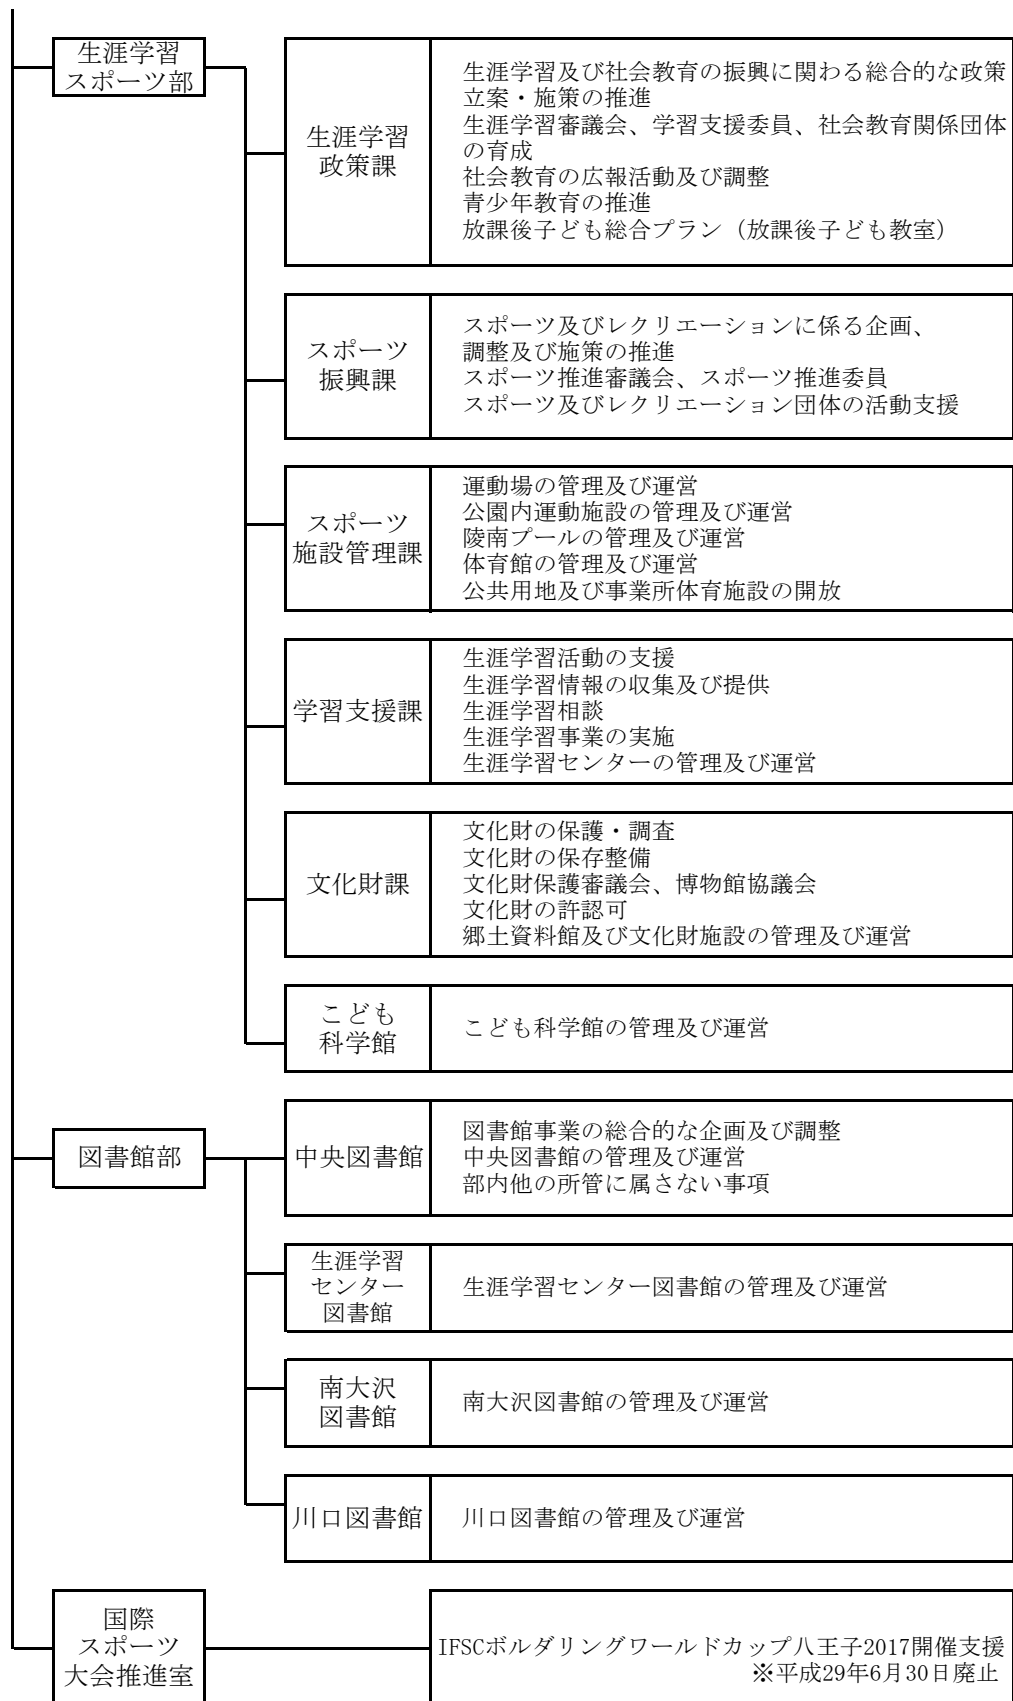 生涯学習
スポーツ部
生涯学習
政策課
生涯学習及び社会教育の振興に関わる総合的な政策
立案・施策の推進
生涯学習審議会、学習支援委員、社会教育関係団体
の育成
社会教育の広報活動及び調整
青少年教育の推進
放課後子ども総合プラン（放課後子ども教室）
スポーツ
振興課
スポーツ及びレクリエーションに係る企画、
調整及び施策の推進
スポーツ推進審議会、スポーツ推進委員
スポーツ及びレクリエーション団体の活動支援
スポーツ
施設管理課
運動場の管理及び運営
公園内運動施設の管理及び運営
陵南プールの管理及び運営
体育館の管理及び運営
公共用地及び事業所体育施設の開放
学習支援課
生涯学習活動の支援
生涯学習情報の収集及び提供
生涯学習相談
生涯学習事業の実施
生涯学習センターの管理及び運営
文化財課
文化財の保護・調査
文化財の保存整備
文化財保護審議会、博物館協議会
文化財の許認可
郷土資料館及び文化財施設の管理及び運営
こども
科学館
こども科学館の管理及び運営
図書館部
中央図書館
図書館事業の総合的な企画及び調整
中央図書館の管理及び運営
部内他の所管に属さない事項
生涯学習
センター
図書館
生涯学習センター図書館の管理及び運営
南大沢
図書館
南大沢図書館の管理及び運営
川口図書館
川口図書館の管理及び運営
国際
スポーツ
大会推進室
IFSCボルダリングワールドカップ八王子2017開催支援
※平成29年6月30日廃止